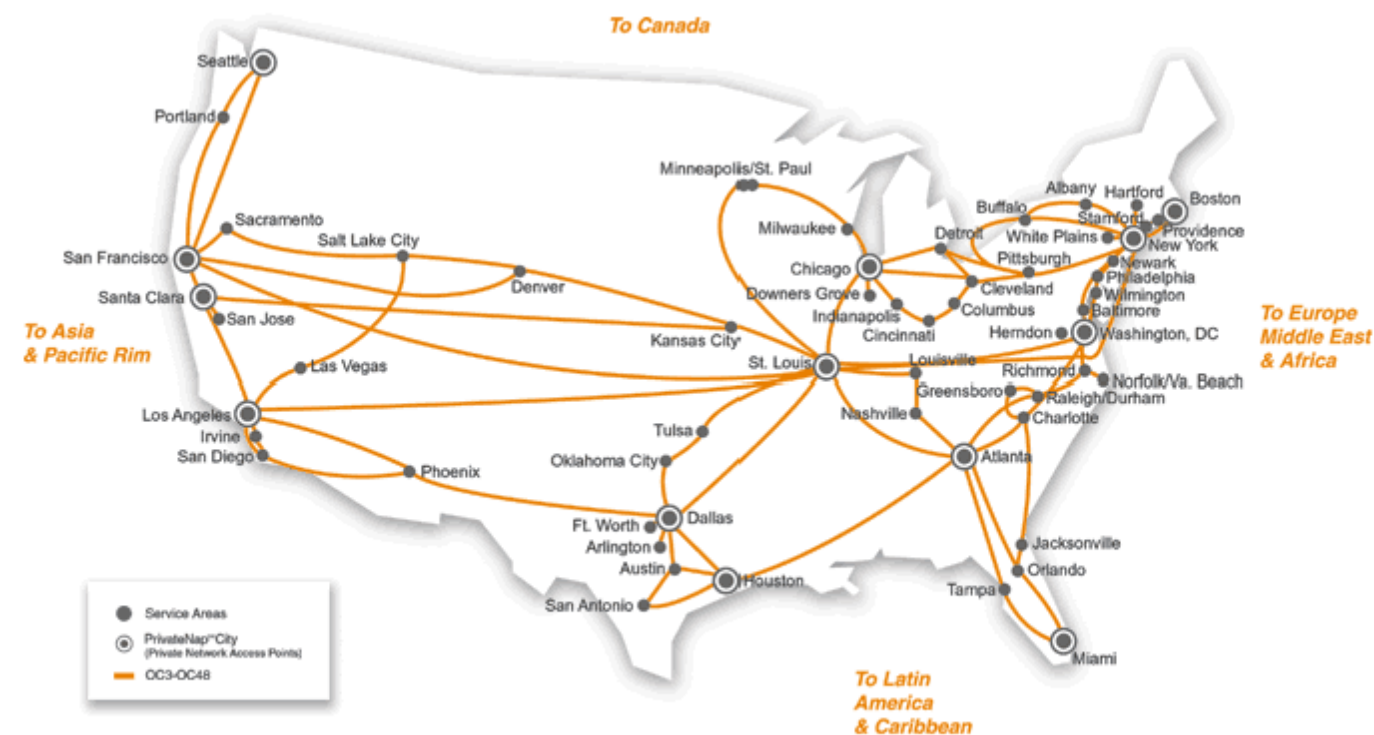 To Canada
Seattle
Portland
Minneapolis/St. Paul
Albany
Hartford
Boston
Buffalo
Stamford
Sacramento
Milwaukee
Detroit
White Plains
Providence
Salt Lake City
New York
San Francisco
Chicago
Pittsburgh
Newark
Philadelphia
Denver
Cleveland
Santa Clara
Downers Grove
Wilmington
San Jose
Indianapolis
Columbus
Baltimore
Cincinnati
Herndon
Washington, DC
Kansas City
To Asia
& Pacific Rim
To Europe
Middle East
& Africa
Las Vegas
St. Louis
Louisville
Richmond
Norfolk/Va. Beach
Greensboro
Raleigh/Durham
Los Angeles
Nashville
Charlotte
Irvine
Tulsa
San Diego
Phoenix
Oklahoma City
Atlanta
Dallas
Ft. Worth
Arlington
Jacksonville
Austin
Houston
Orlando
Tampa
San Antonio
Miami
Service Areas
PrivateNap℠City
(Private Network Access Points)
OC3-OC48
To Latin
America
& Caribbean